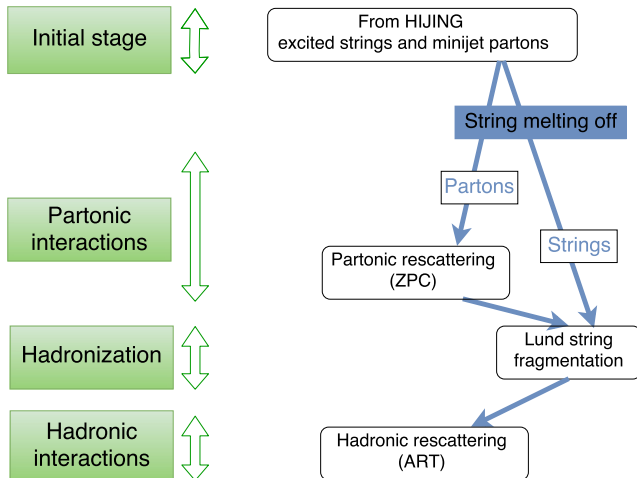 Initial stage
From HIJING
excited strings and minijet partons
String melting off
Partons
Partonic
interactions
Strings
Partonic rescattering
(ZPC)
Hadronization
Lund string
fragmentation
Hadronic
interactions
Hadronic rescattering
(ART)